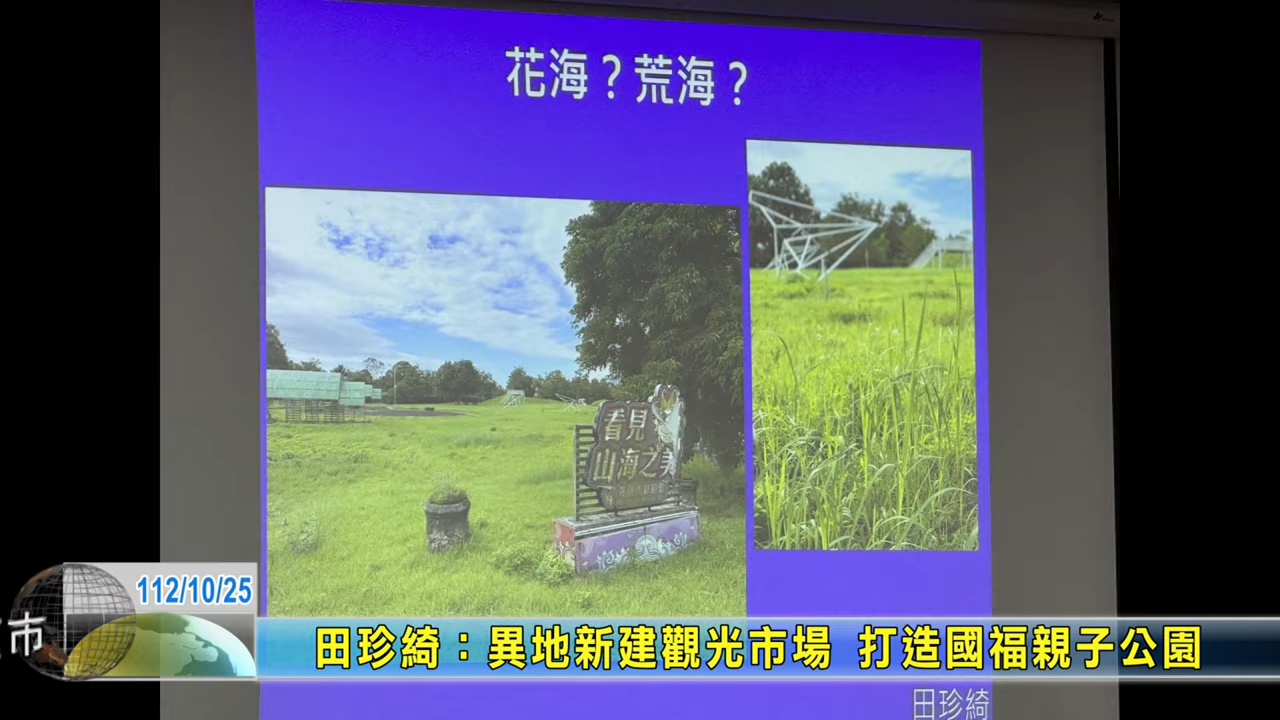 花海？荒海？
看見
山海之美
112/10/25
市
田珍綺：異地新建觀光市場 打造國福親子公園
田珍綺